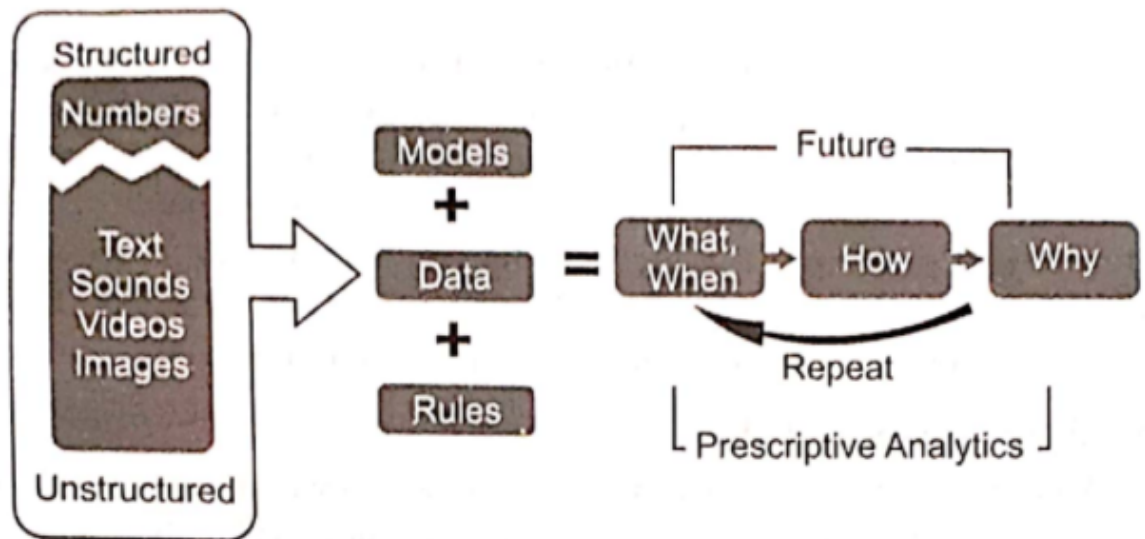 Structured
Numbers
Text
Sounds
Videos
Images
Unstructured
Models
+
Data
+
Rules
=
Future
What,
When
How
Why
Repeat
Prescriptive Analytics